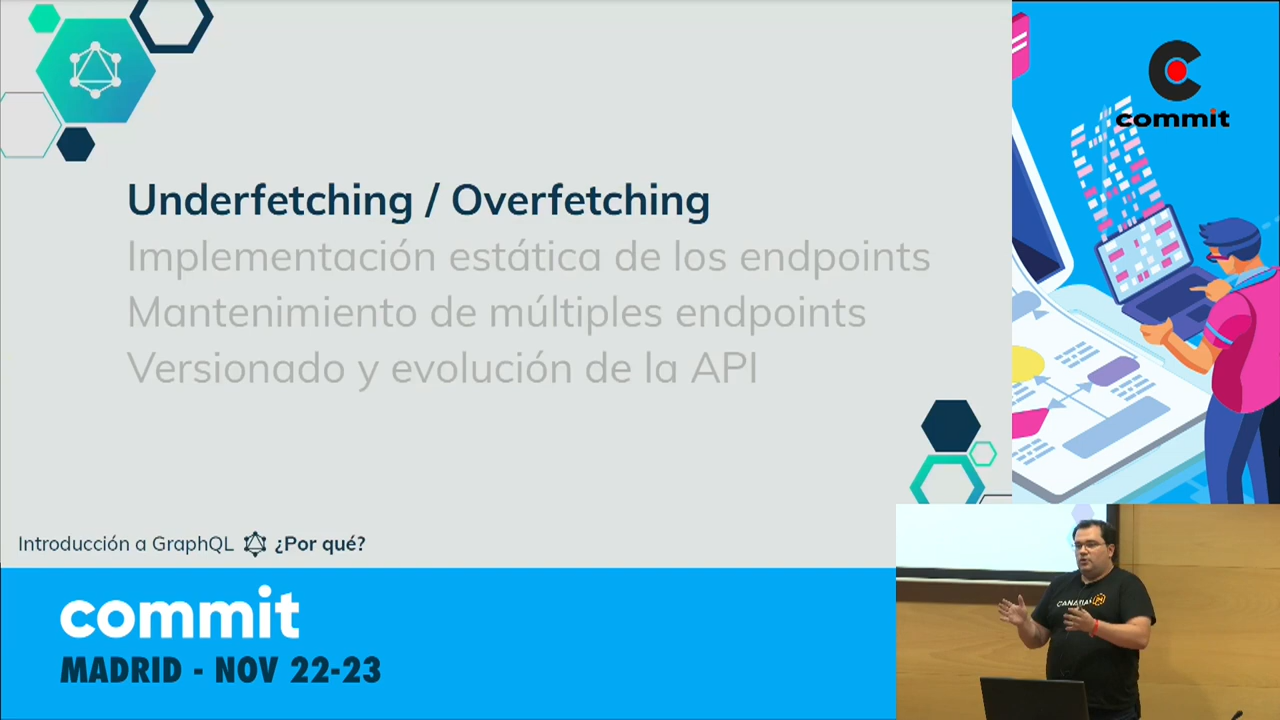 Underfetching / Overfetching
Implementación estática de los endpoints
Mantenimiento de múltiples endpoints
Versionado y evolución de la API
Introducción a GraphQL ¿Por qué?
commit
commit
MADRID - NOV 22-23
CANARIAS